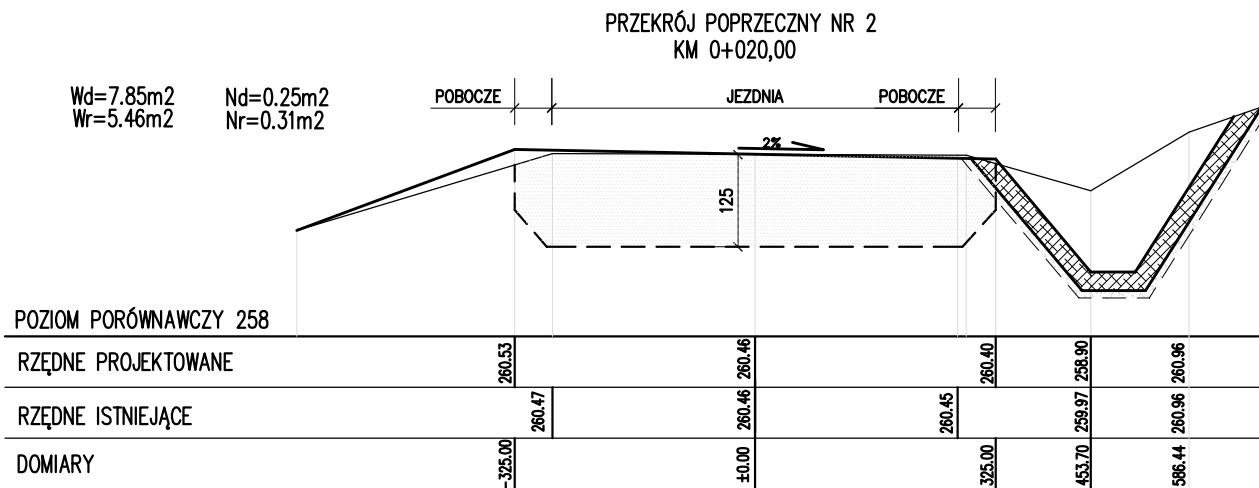 PRZEKRÓJ POPRZECZNY NR 2
KM 0+020,00
Wd=7.85m2 Nd=0.25m2
Wr=5.46m2 Nr=0.31m2
POBOCZE JEZDNIA POBOCZE
2%
125
POZIOM PORÓWNAWCZY 258
RZĘDNE PROJEKTOWANE 260.53 260.46 260.40 258.90 260.96
RZĘDNE ISTNIEJĄCE 260.47 260.46 260.45 259.97 260.96
DOMIARY -325.00 ±0.00 325.00 453.70 586.44